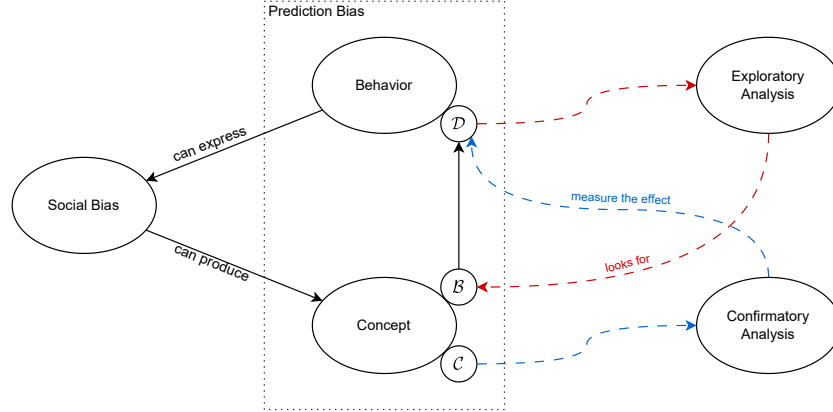 Prediction Bias
Behavior
𝒟
Exploratory
Analysis
can express
measure the effect
Social Bias
can produce
looks for
ℬ
Concept
𝒞
Confirmatory
Analysis